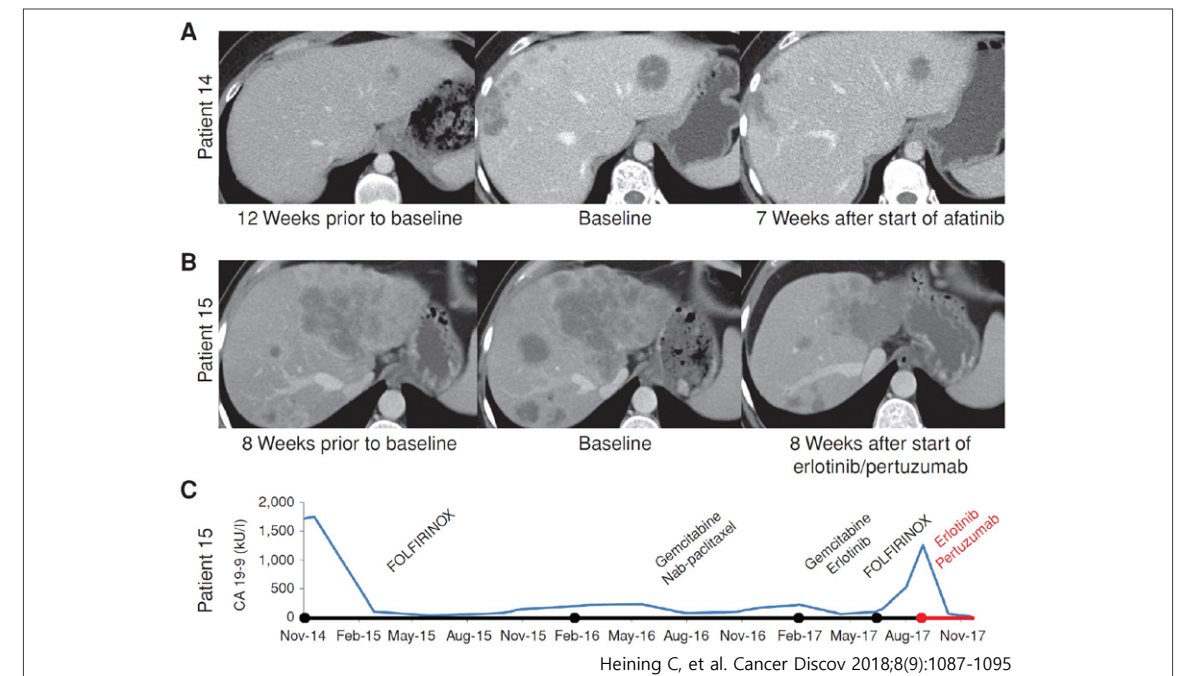 A
Patient 14
12 Weeks prior to baseline
Baseline
7 Weeks after start of afatinib
B
Patient 15
8 Weeks prior to baseline
Baseline
8 Weeks after start of
erlotinib/pertuzumab
C
Patient 15
CA 19-9 (kU/l)
2,000
1,500
1,000
500
0
FOLFIRINOX
Gemcitabine
Nab-paclitaxel
Gemcitabine
Erlotinib
FOLFIRINOX
Erlotinib
Pertuzumab
Nov-14 Feb-15 May-15 Aug-15 Nov-15 Feb-16 May-16 Aug-16 Nov-16 Feb-17 May-17 Aug-17 Nov-17
Heining C, et al. Cancer Discov 2018;8(9):1087-1095